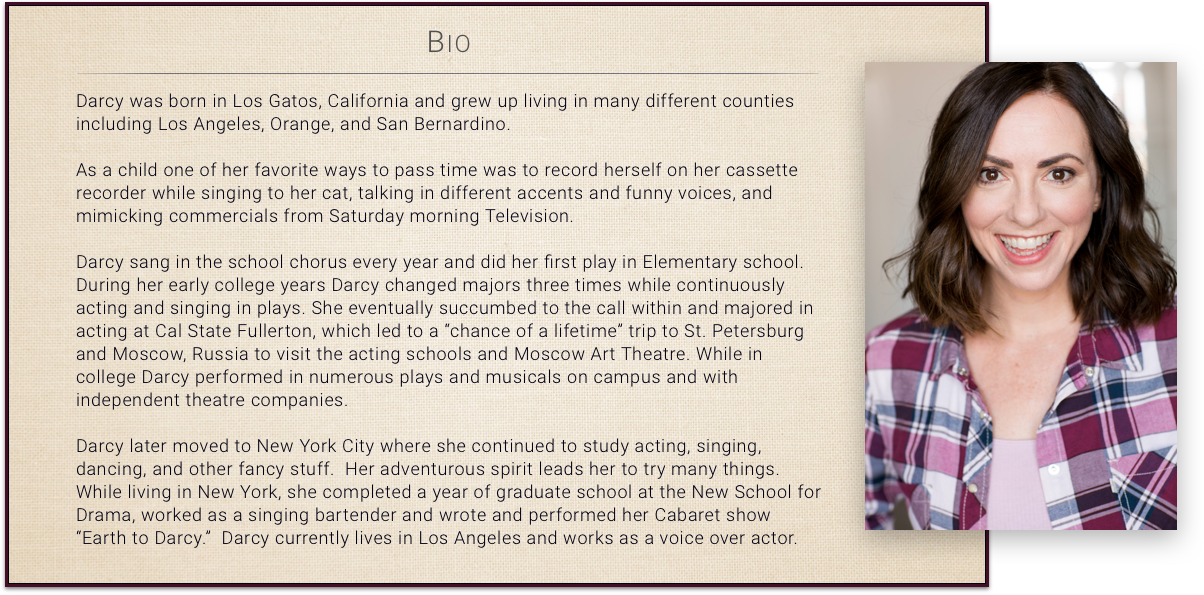 Bio
Darcy was born in Los Gatos, California and grew up living in many different counties
including Los Angeles, Orange, and San Bernardino.
As a child one of her favorite ways to pass time was to record herself on her cassette
recorder while singing to her cat, talking in different accents and funny voices, and
mimicking commercials from Saturday morning Television.
Darcy sang in the school chorus every year and did her first play in Elementary school.
During her early college years Darcy changed majors three times while continuously
acting and singing in plays. She eventually succumbed to the call within and majored in
acting at Cal State Fullerton, which led to a “chance of a lifetime” trip to St. Petersburg
and Moscow, Russia to visit the acting schools and Moscow Art Theatre. While in
college Darcy performed in numerous plays and musicals on campus and with
independent theatre companies.
Darcy later moved to New York City where she continued to study acting, singing,
dancing, and other fancy stuff.  Her adventurous spirit leads her to try many things.
While living in New York, she completed a year of graduate school at the New School for
Drama, worked as a singing bartender and wrote and performed her Cabaret show
“Earth to Darcy.”  Darcy currently lives in Los Angeles and works as a voice over actor.